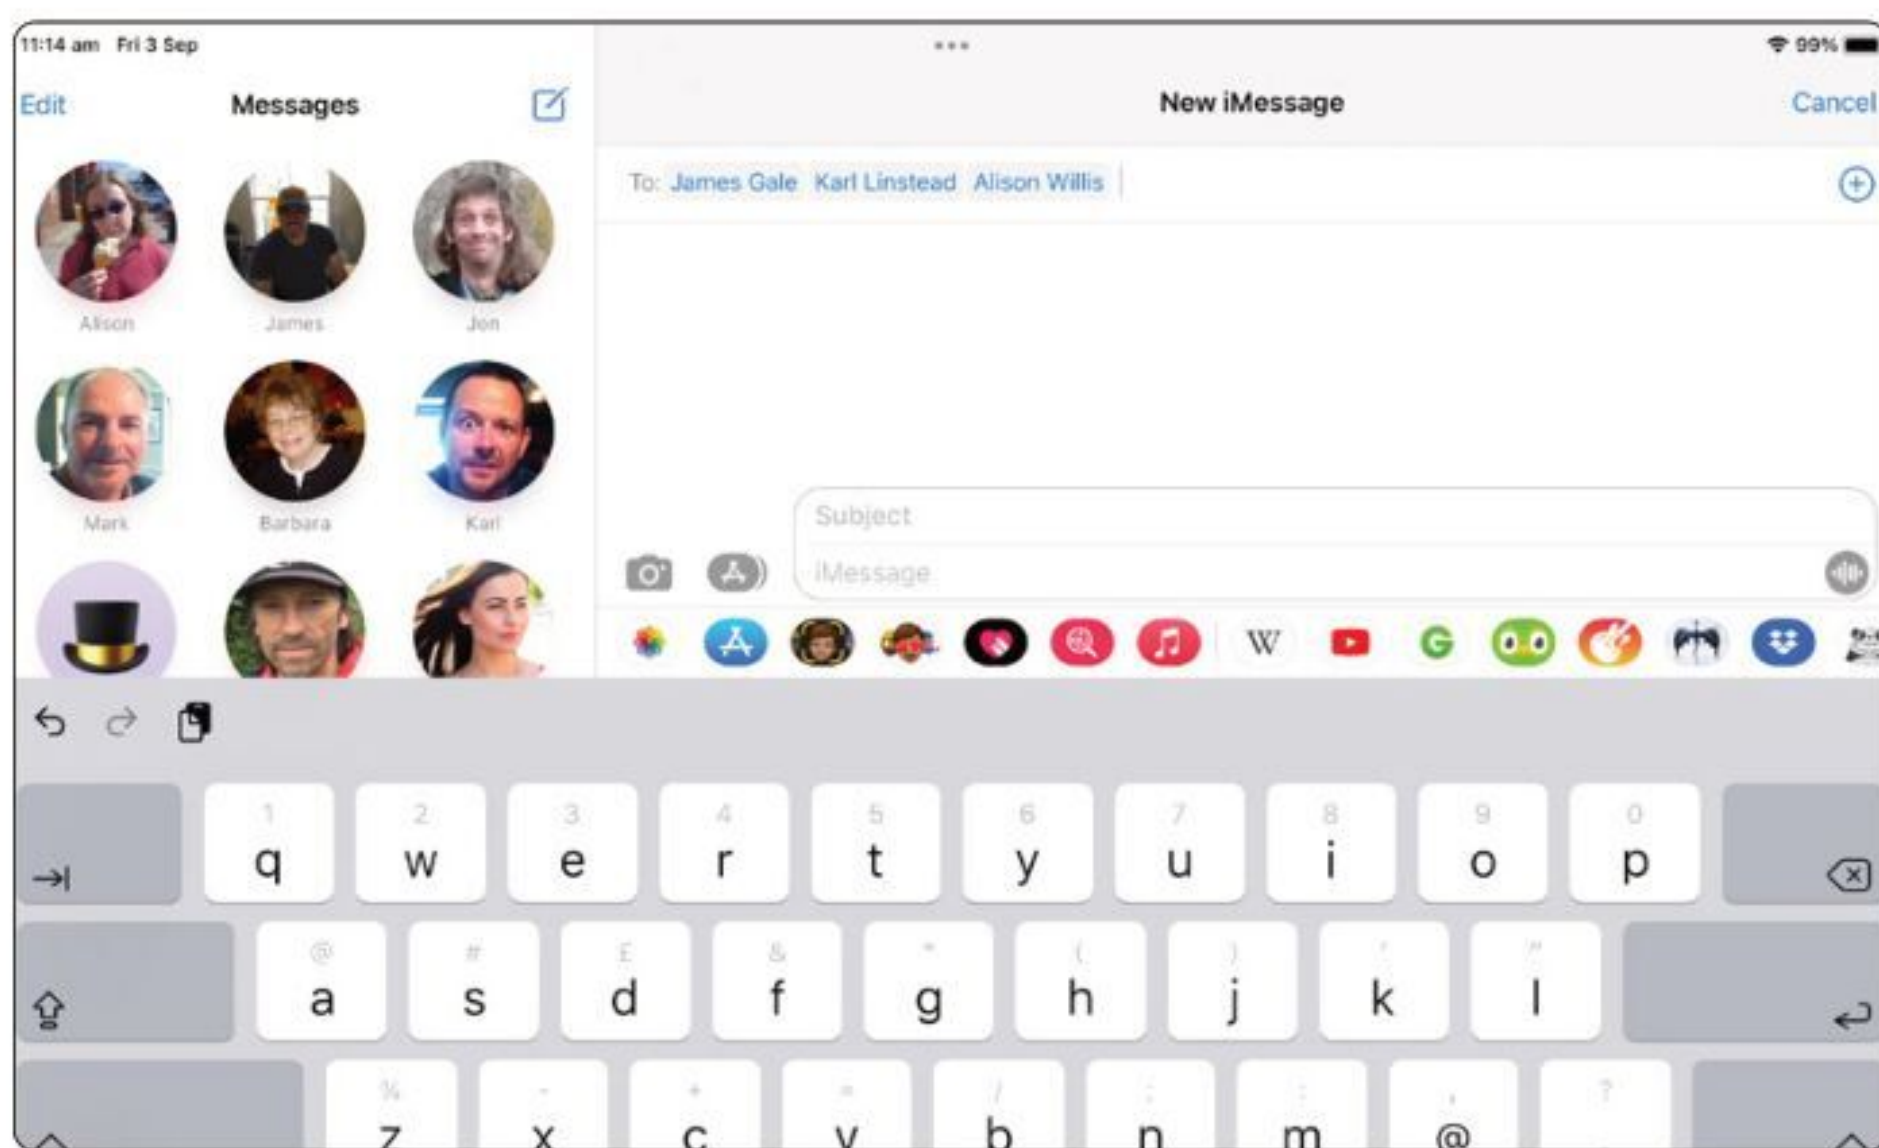 11:14 am Fri 3 Sep
99%
Edit
Messages
New iMessage
Cancel
To: James Gale Karl Linstead Alison Willis
Alison
James
Jon
Mark
Barbara
Karl
Subject
iMessage
W
1 2 3 4 5 6 7 8 9 0
q w e r t y u i o p
@ # £ & * ( ) ' "
a s d f g h j k l
% - + = / ; : , ?
z x c v b n m @